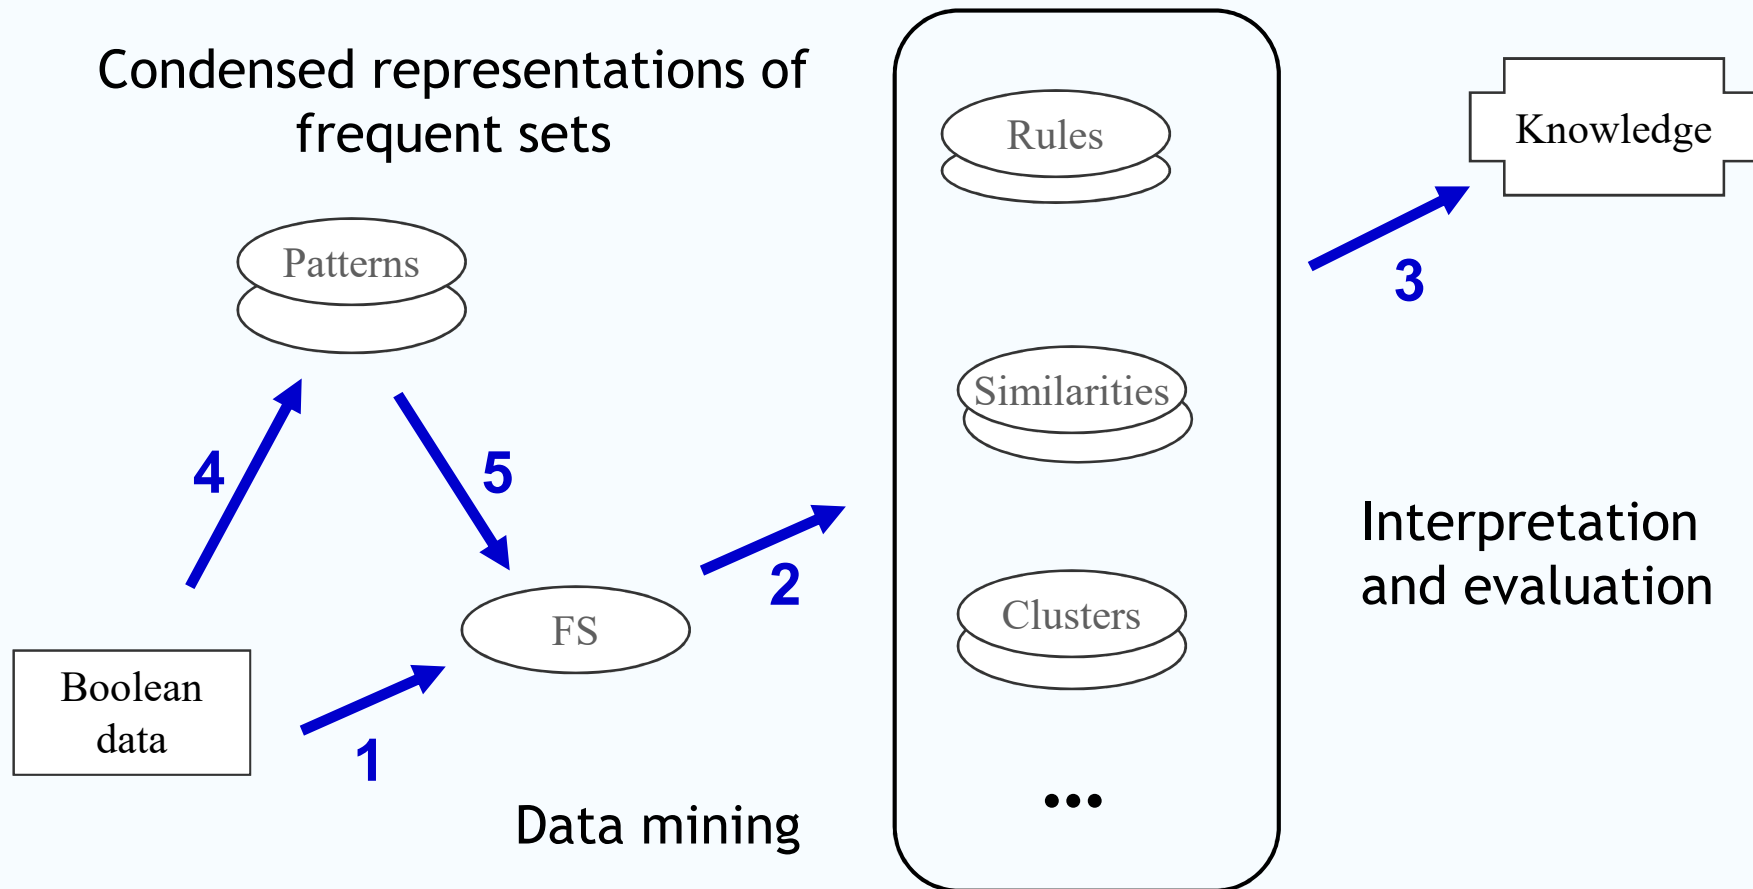 Condensed representations of
frequent sets
Rules
Knowledge
Patterns
3
Similarities
4
5
2
Interpretation
and evaluation
Clusters
FS
Boolean
data
1
Data mining
...